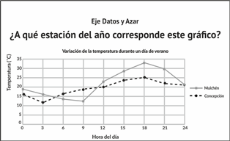 Eje Datos y Azar
¿A qué estación del año corresponde este gráfico?
Variación de la temperatura durante un día de verano
Temperatura (°C)
35
30
25
20
15
10
5
0
0 3 6 9 12 15 18 21 24
Hora del día
Mulchén
Concepción